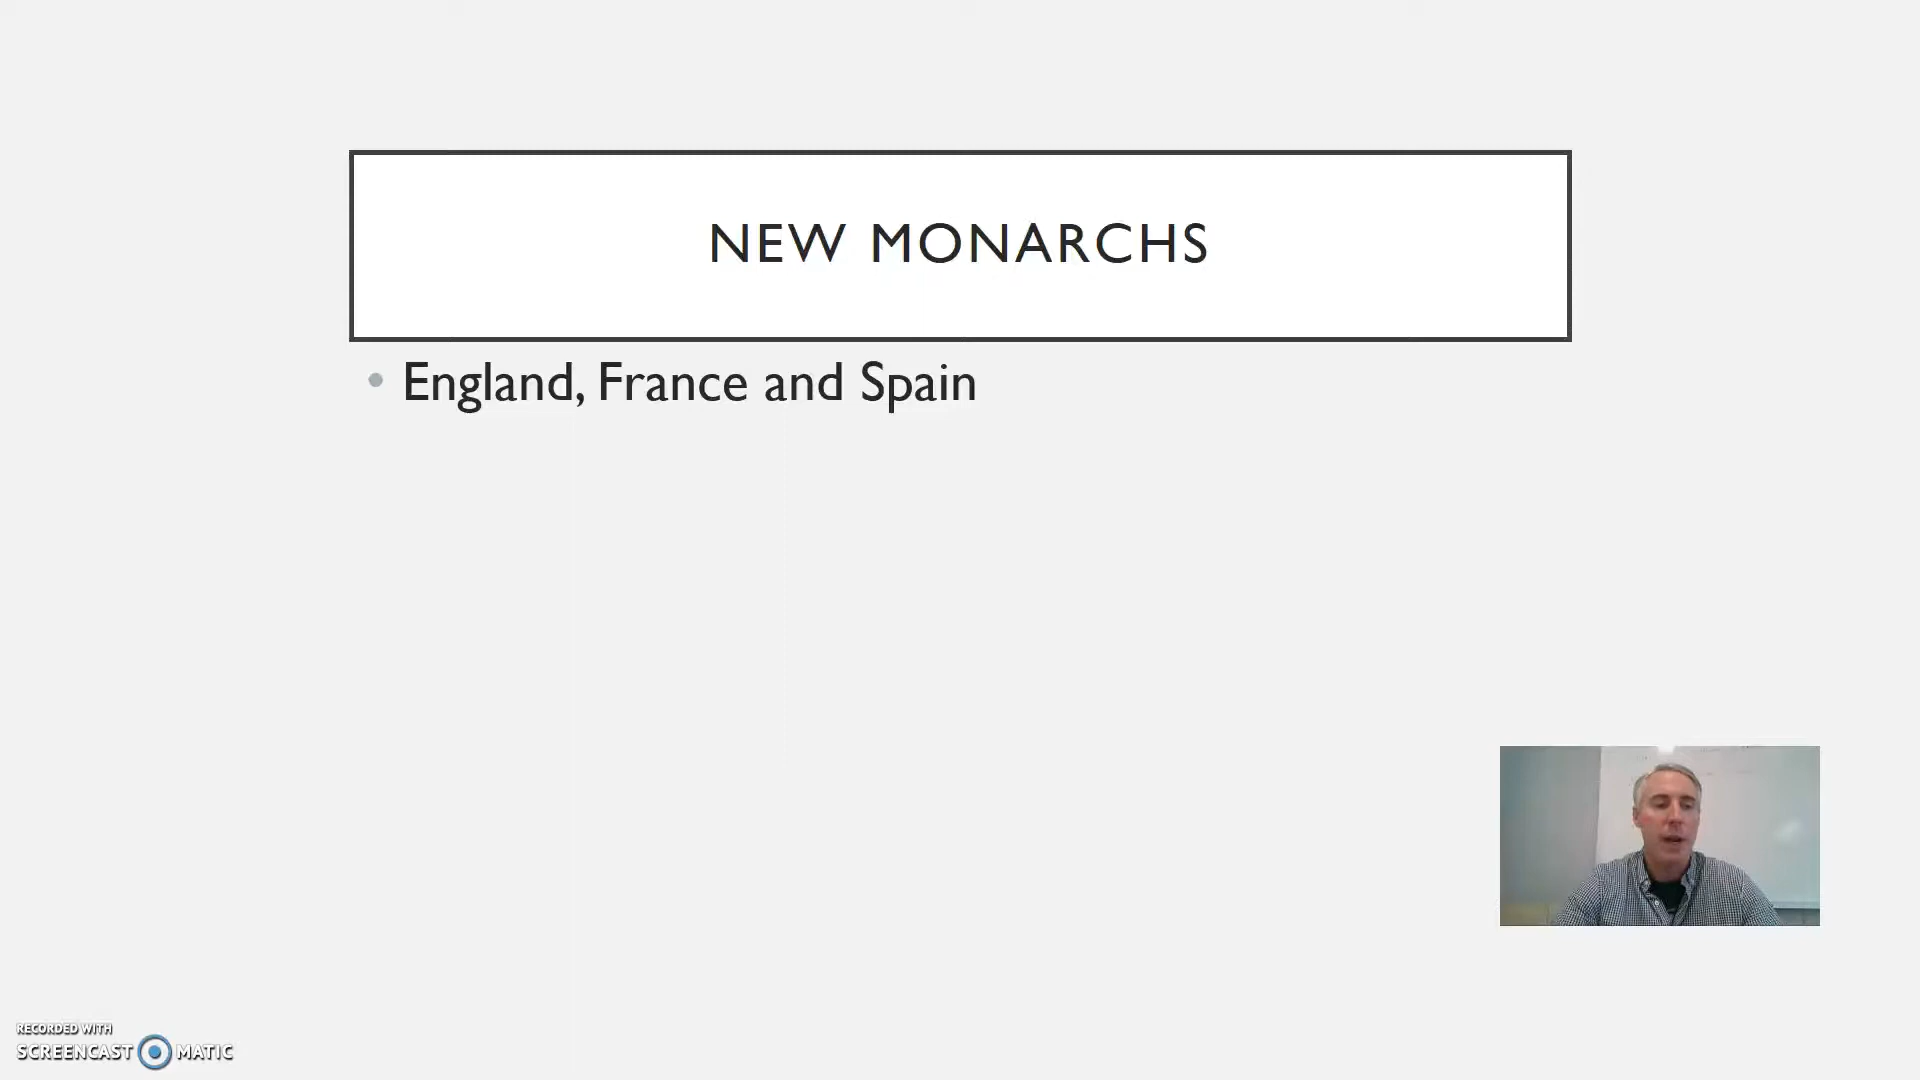 NEW MONARCHS
• England, France and Spain
RECORDED WITH
SCREENCAST MATIC